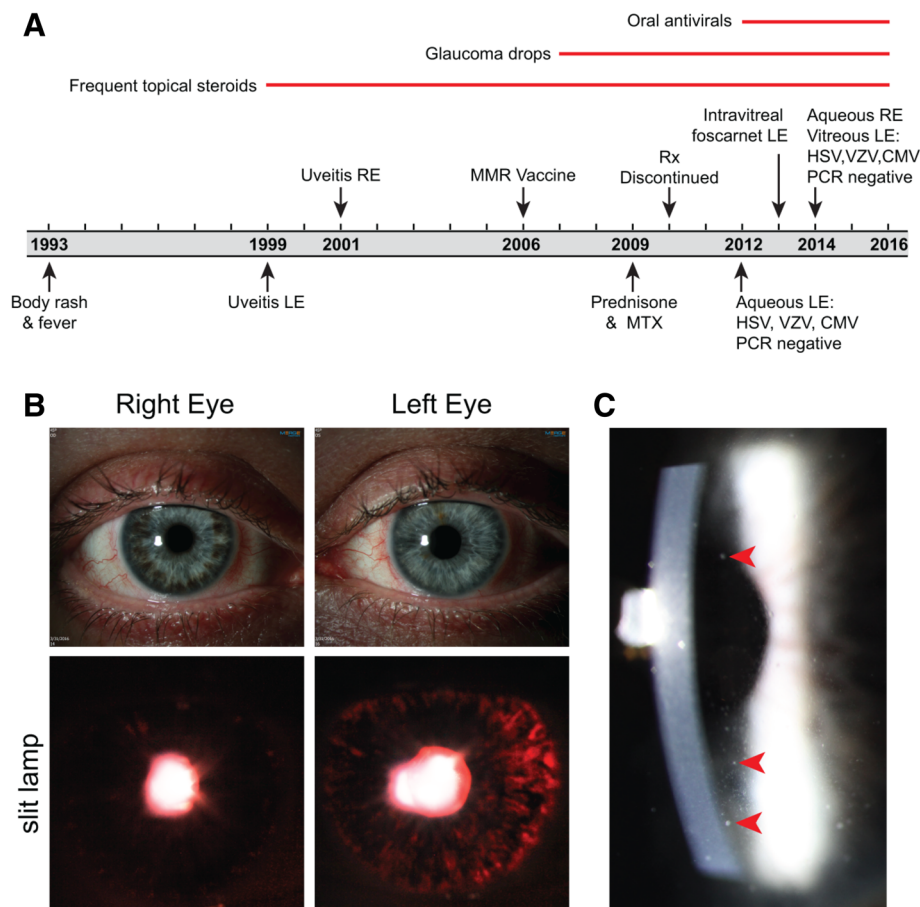 A
Oral antivirals
Glaucoma drops
Frequent topical steroids
Intravitreal
foscarnet LE
Aqueous RE
Vitreous LE:
HSV,VZV,CMV
PCR negative
Rx
Discontinued
Uveitis RE
MMR Vaccine
1993
1999
2001
2006
2009
2012
2014
2016
Body rash
& fever
Uveitis LE
Prednisone
& MTX
Aqueous LE:
HSV, VZV, CMV
PCR negative
B
Right Eye
Left Eye
C
slit lamp